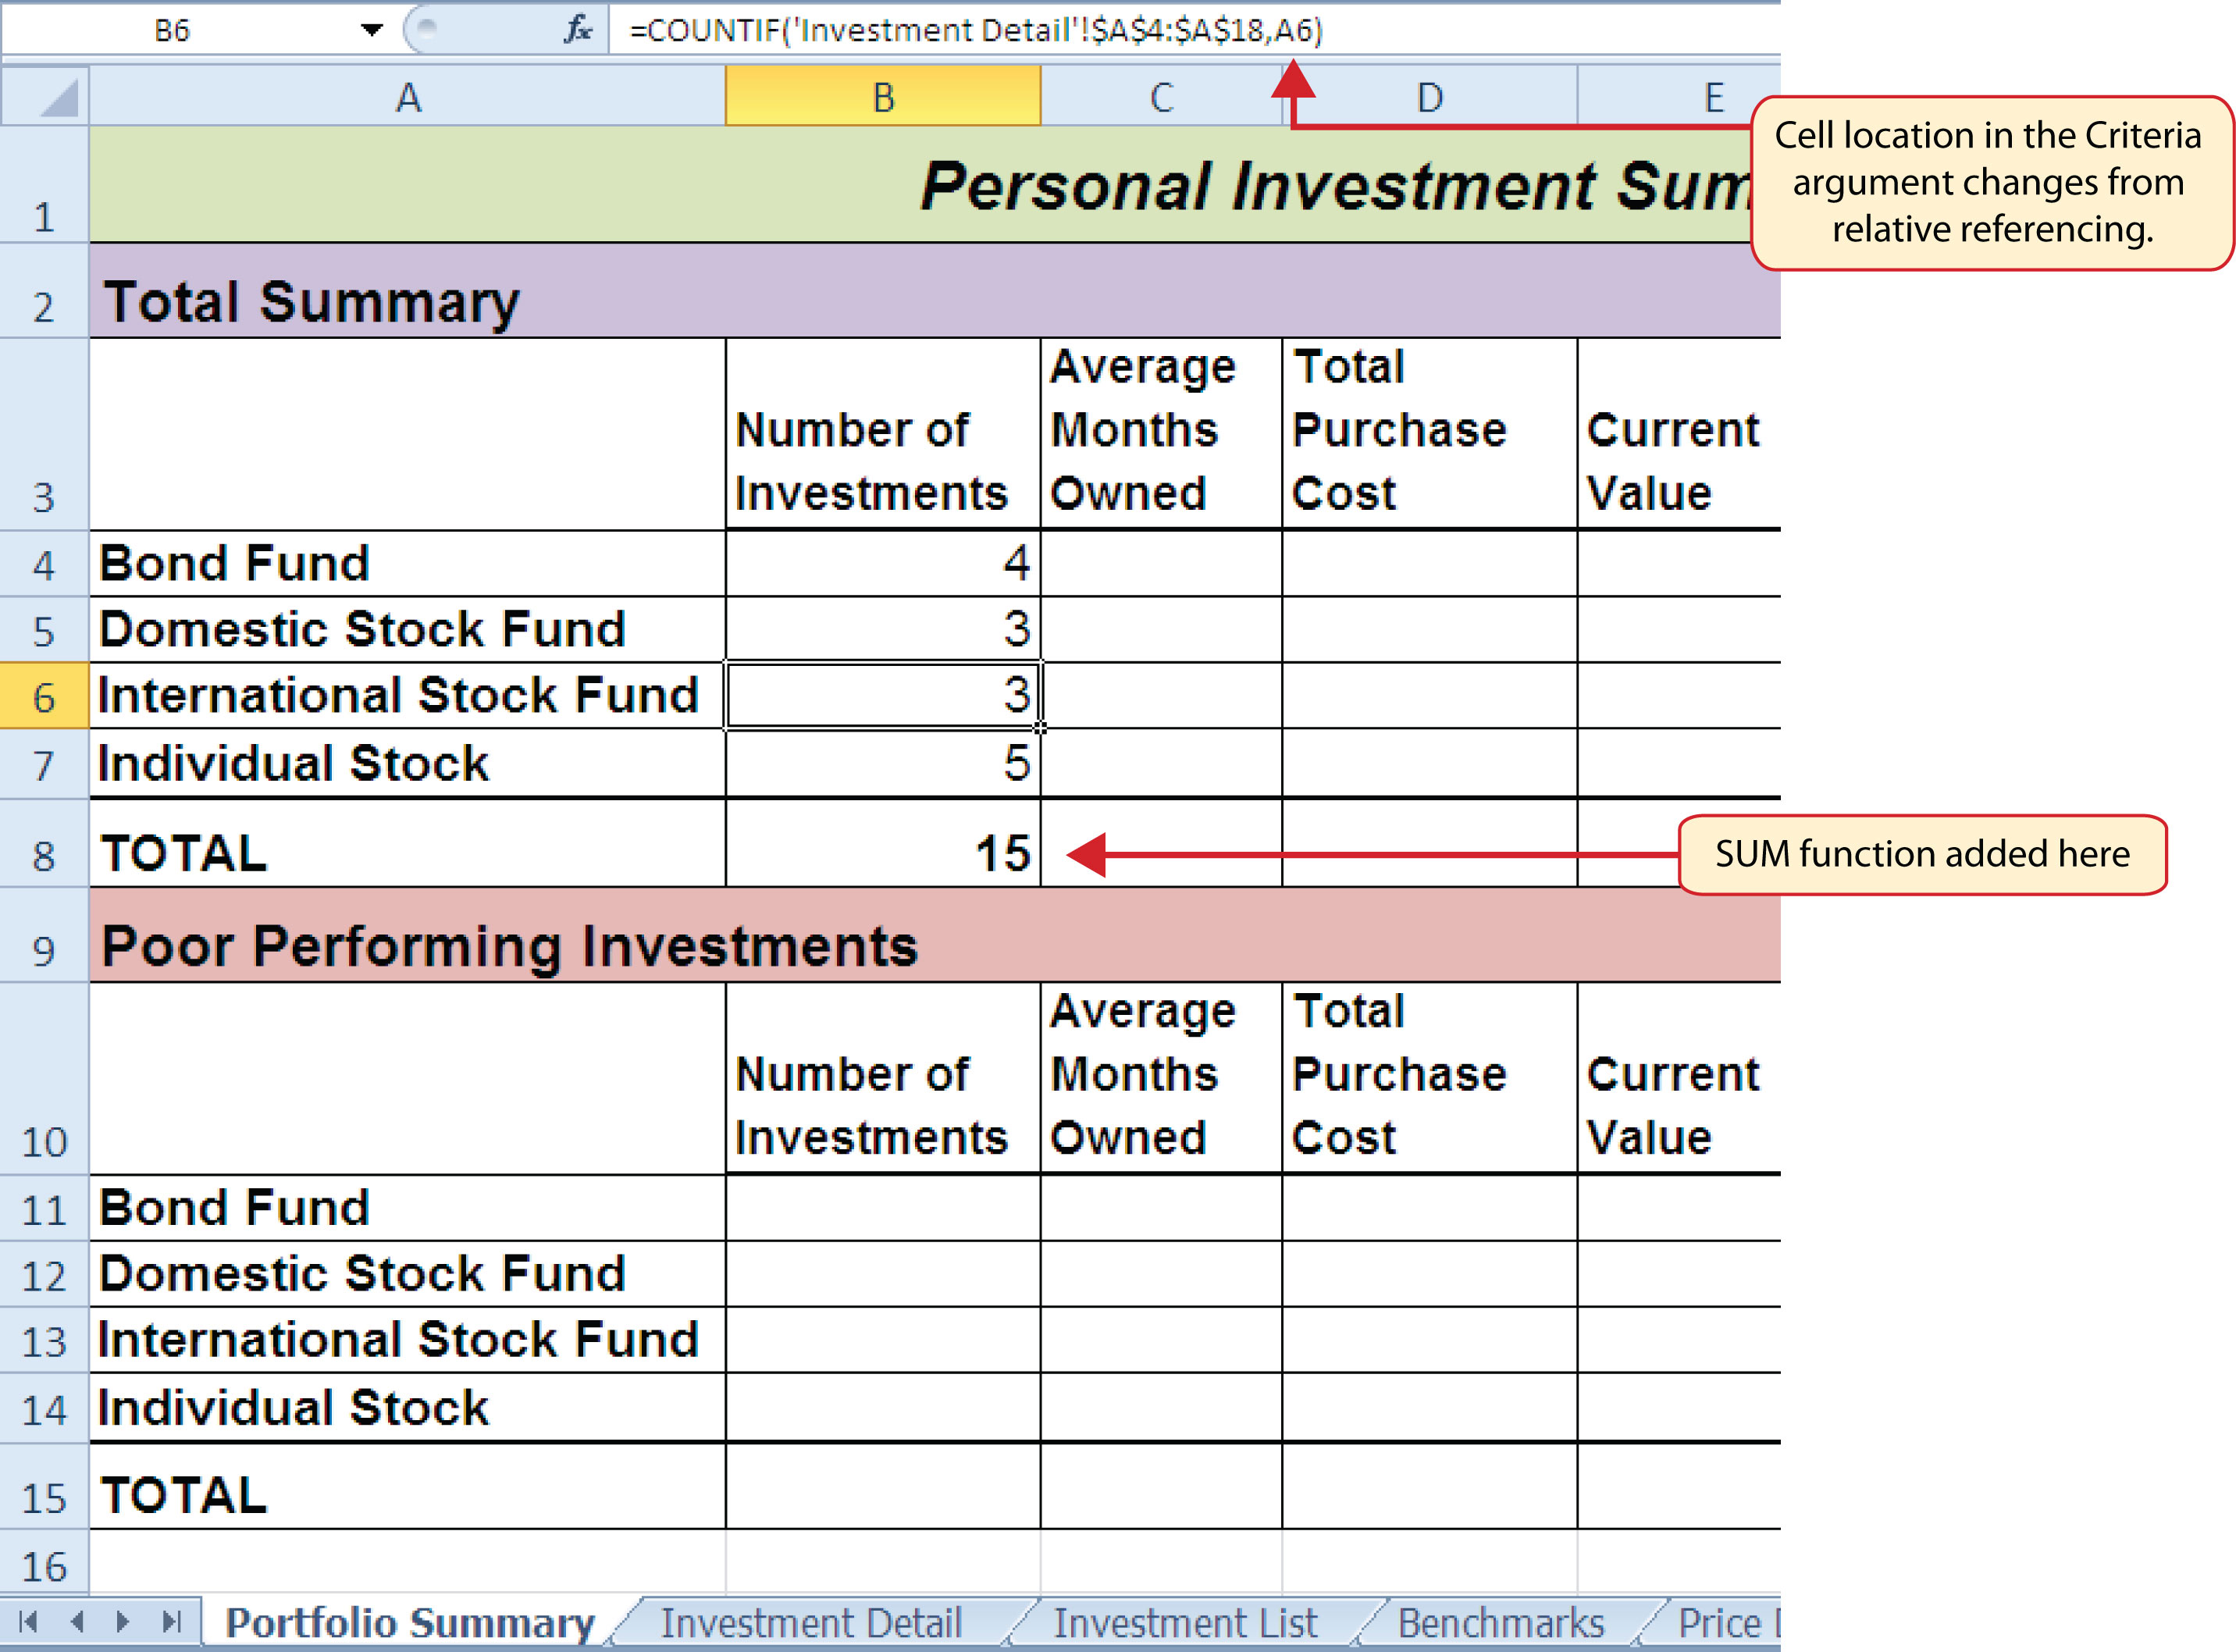 B6 fx =COUNTIF('Investment Detail'!$A$4:$A$18,A6)
A B C D E
Cell location in the Criteria
argument changes from
relative referencing.
1 Personal Investment Sum
2 Total Summary
Average Total
Number of Months Purchase Current
3 Investments Owned Cost Value
4 Bond Fund 4
5 Domestic Stock Fund 3
6 International Stock Fund 3
7 Individual Stock 5
8 TOTAL 15
SUM function added here
9 Poor Performing Investments
Average Total
Number of Months Purchase Current
10 Investments Owned Cost Value
11 Bond Fund
12 Domestic Stock Fund
13 International Stock Fund
14 Individual Stock
15 TOTAL
16
Portfolio Summary Investment Detail Investment List Benchmarks Price